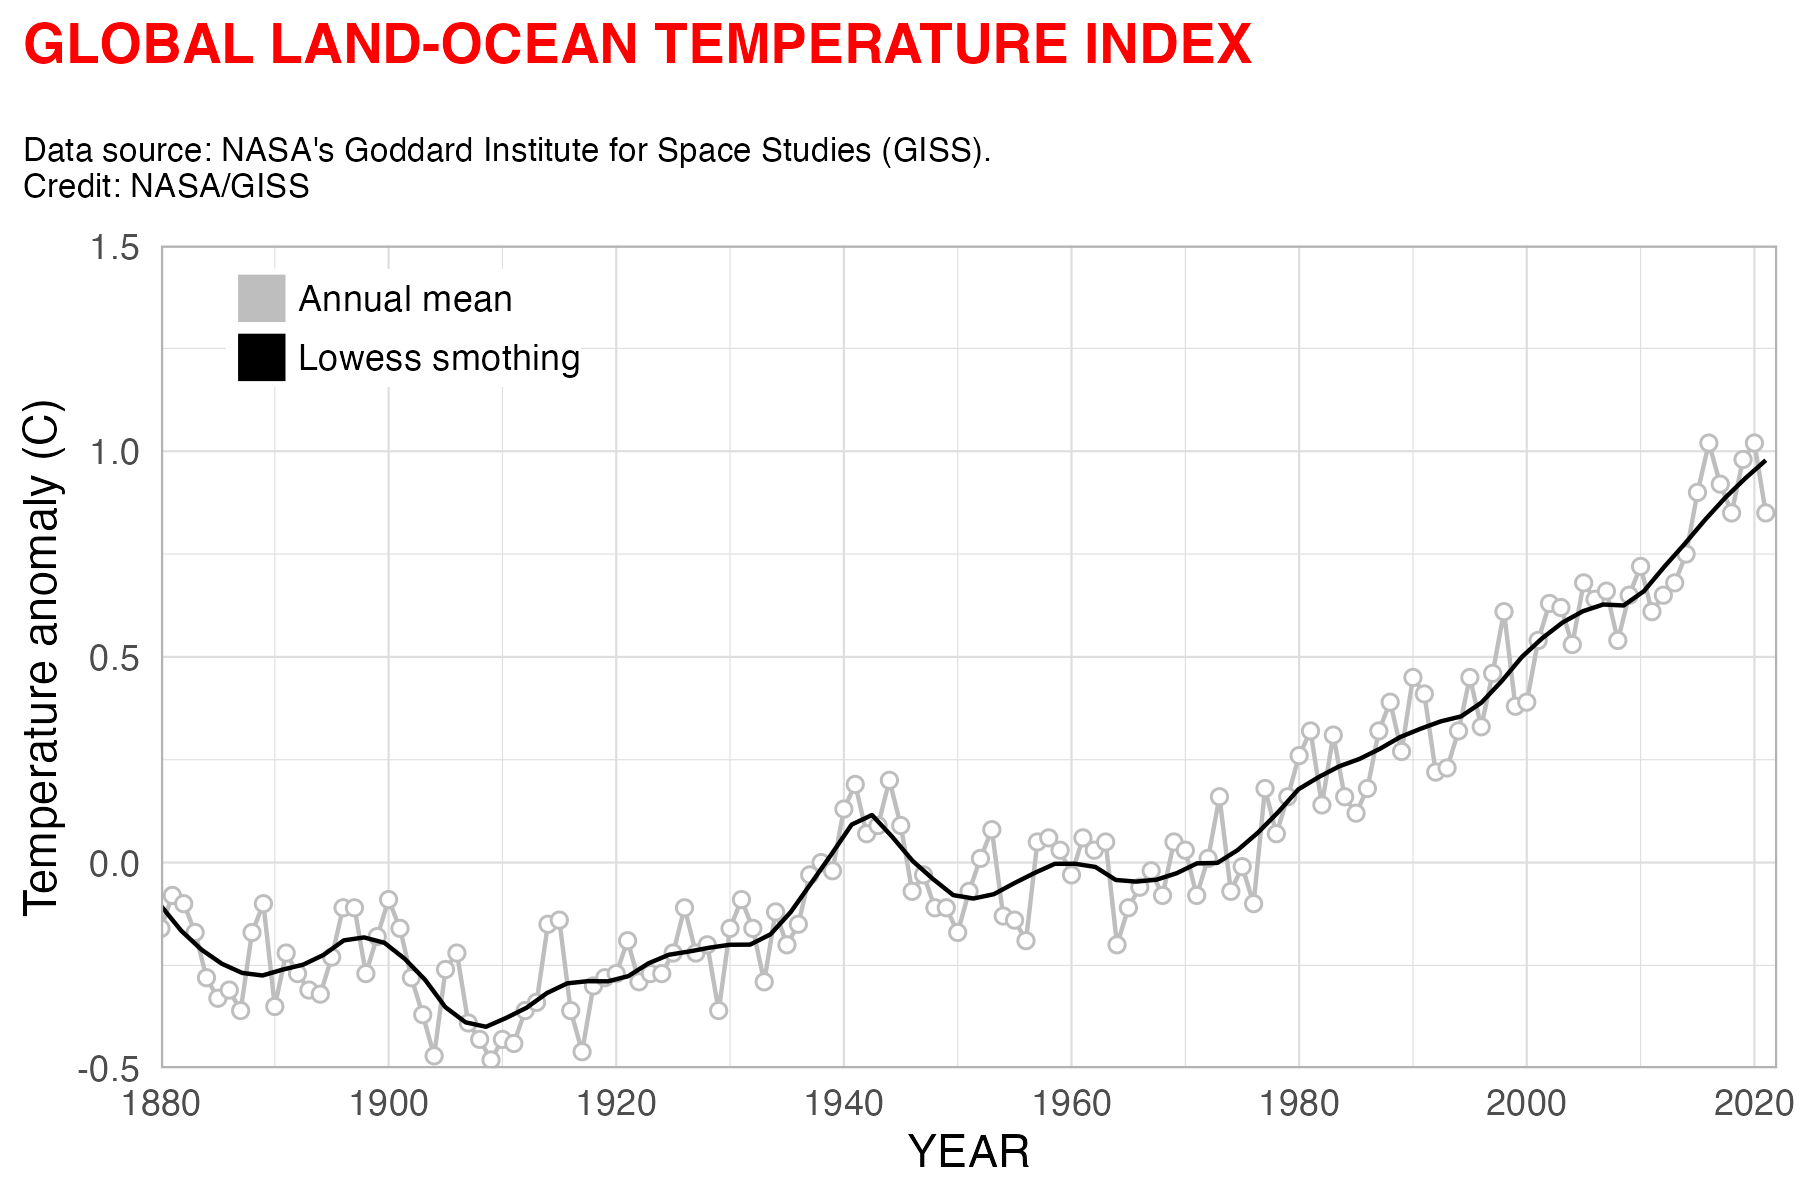 GLOBAL LAND-OCEAN TEMPERATURE INDEX
Data source: NASA's Goddard Institute for Space Studies (GISS).
Credit: NASA/GISS
Temperature anomaly (C)
1.5
1.0
0.5
0.0
-0.5
Annual mean
Lowess smothing
1880 1900 1920 1940 1960 1980 2000 2020
YEAR